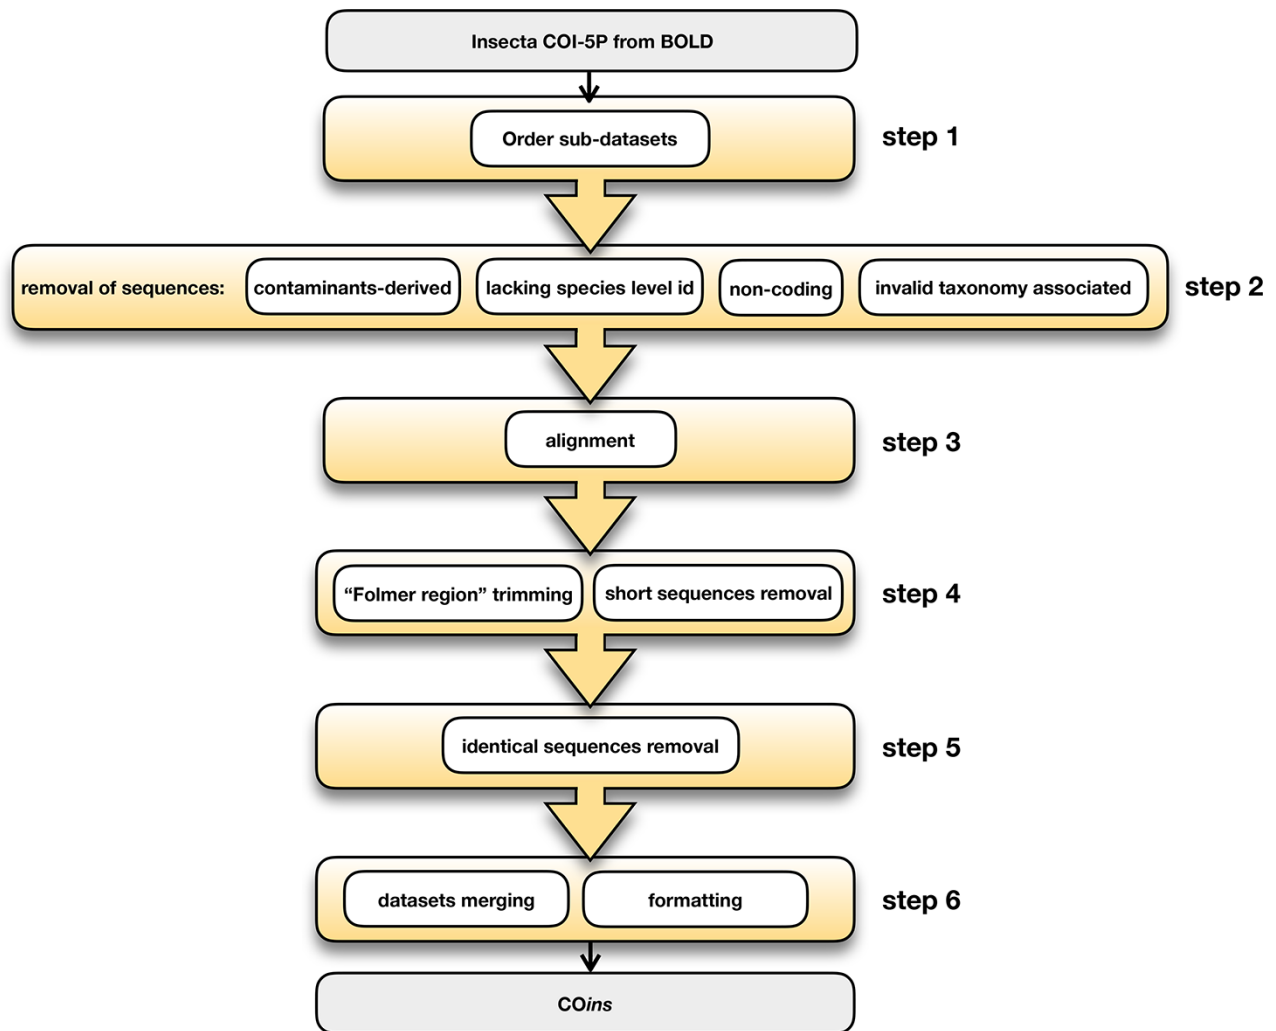 Insecta COI-5P from BOLD
Order sub-datasets
step 1
removal of sequences: contaminants-derived lacking species level id non-coding invalid taxonomy associated
step 2
alignment
step 3
“Folmer region” trimming short sequences removal
step 4
identical sequences removal
step 5
datasets merging formatting
step 6
COins